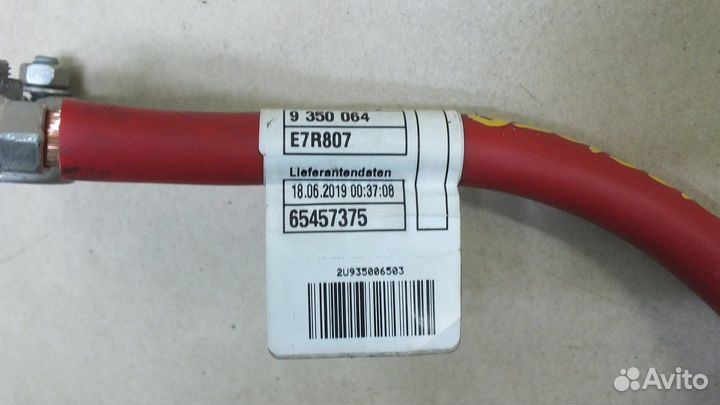 9 350 064
E7R807
Lieferantendaten
18.06.2019 00:37:08
65457375
2U935006503
Avito